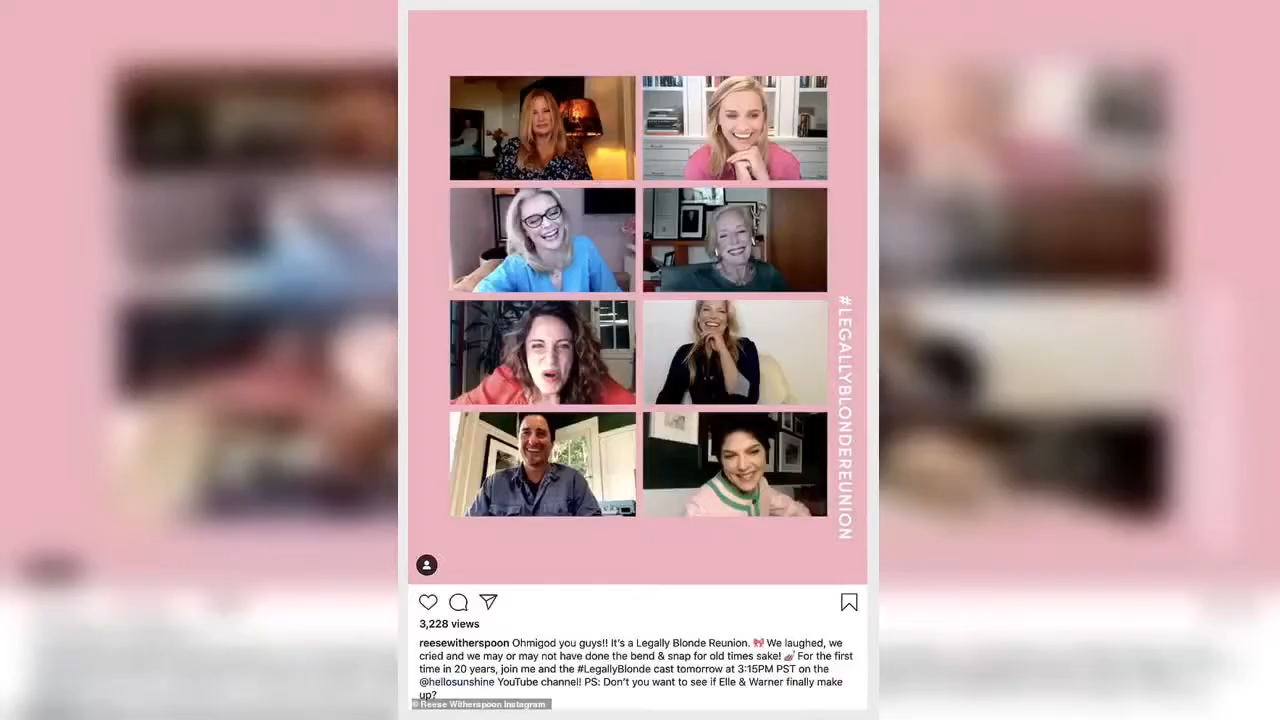 #LEGALLYBLONDEREUNION
3,228 views
reesewitherspoon Ohmigod you guys!! It's a Legally Blonde Reunion. 🎀 We laughed, we
cried and we may or may not have done the bend & snap for old times sake! 💅 For the first
time in 20 years, join me and the #LegallyBlonde cast tomorrow at 3:15PM PST on the
@hellosunshine YouTube channel! PS: Don't you want to see if Elle & Warner finally make
up?
© Reese Witherspoon Instagram